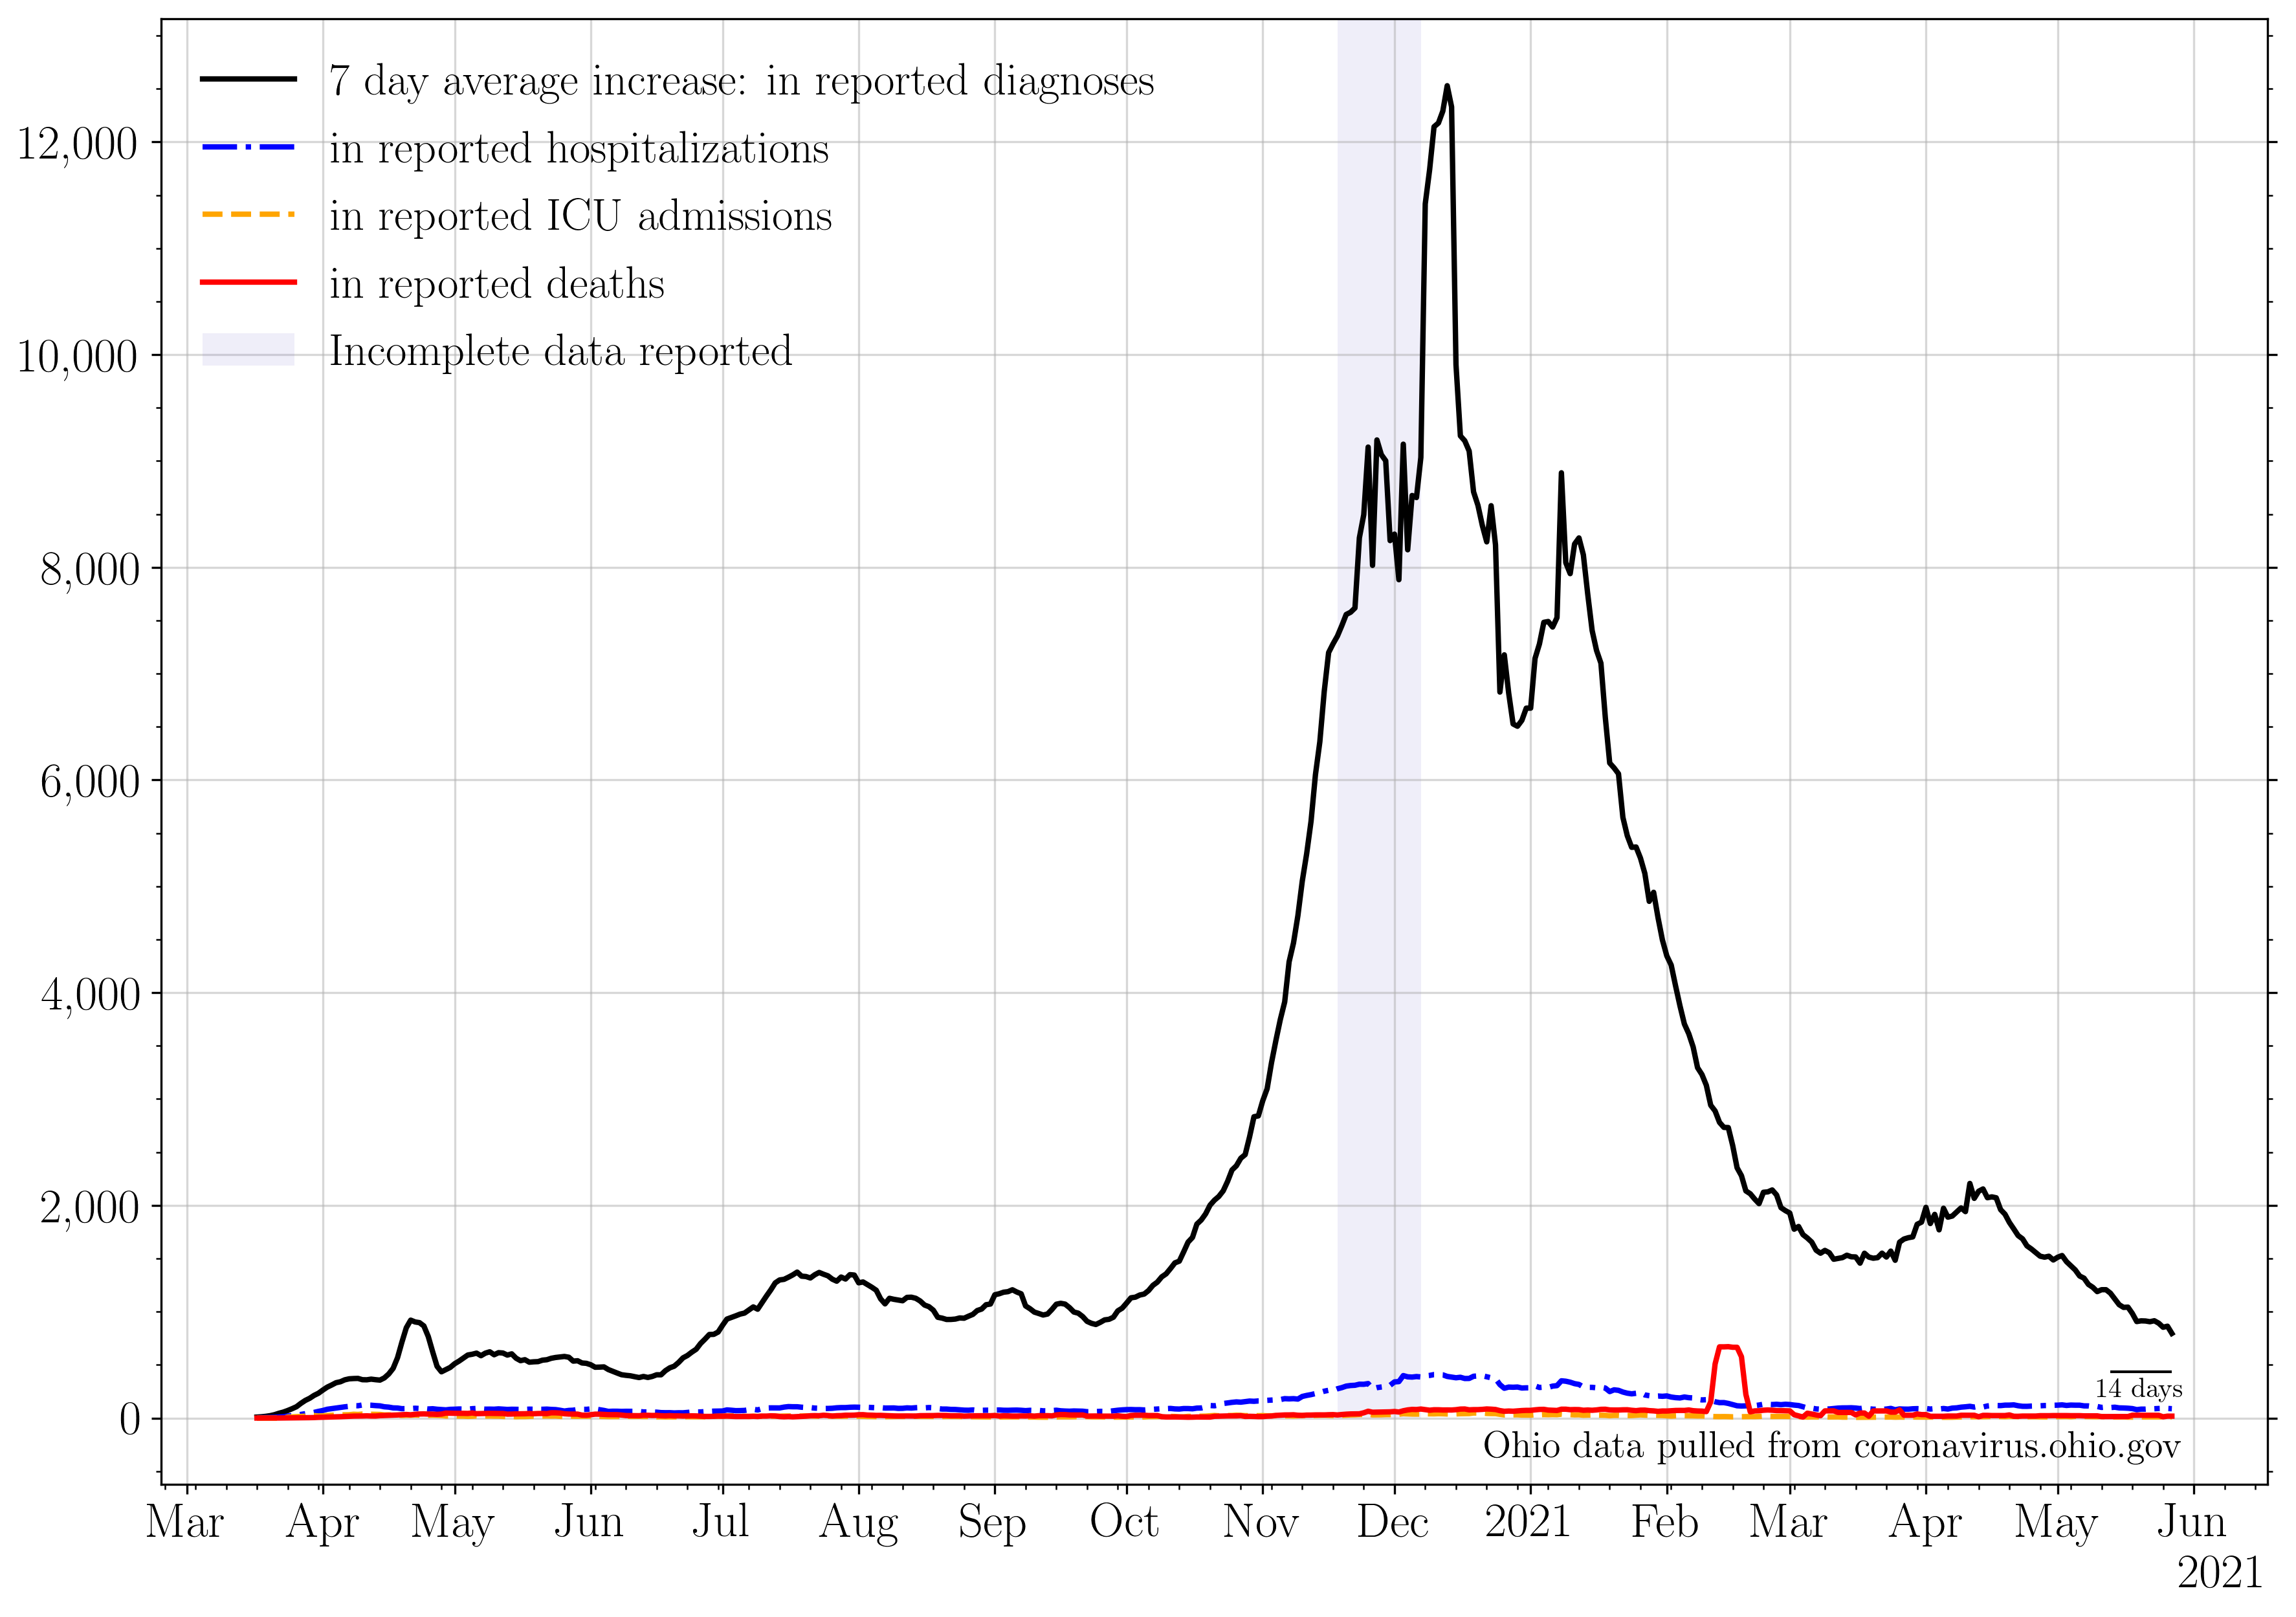 7 day average increase: in reported diagnoses
in reported hospitalizations
in reported ICU admissions
in reported deaths
Incomplete data reported
12,000
10,000
8,000
6,000
4,000
2,000
0
14 days
Ohio data pulled from coronavirus.ohio.gov
Mar Apr May Jun Jul Aug Sep Oct Nov Dec 2021 Feb Mar Apr May Jun
2021